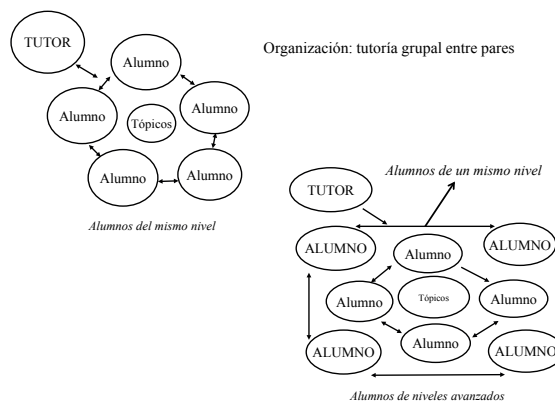 Organización: tutoría grupal entre pares
TUTOR
Alumno
Alumno
Tópicos
Alumno
Alumno
Alumno
Alumnos del mismo nivel
Alumnos de un mismo nivel
TUTOR
ALUMNO
ALUMNO
Alumno
Alumno
Tópicos
Alumno
Alumno
ALUMNO
ALUMNO
Alumnos de niveles avanzados